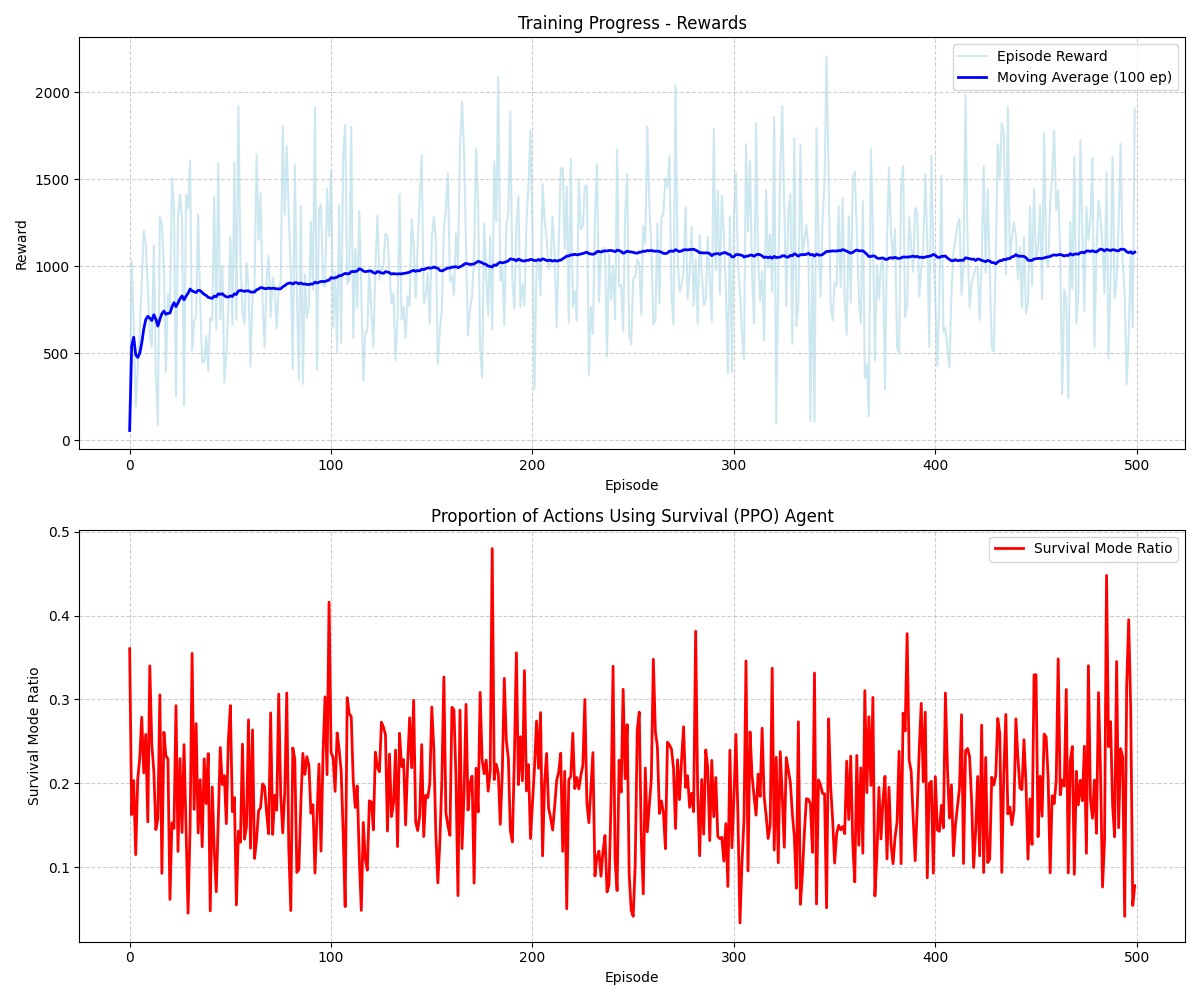 Training Progress - Rewards
Episode Reward
Moving Average (100 ep)
2000
1500
1000
500
0
Reward
0 100 200 300 400 500
Episode
Proportion of Actions Using Survival (PPO) Agent
Survival Mode Ratio
0.5
0.4
0.3
0.2
0.1
Survival Mode Ratio
0 100 200 300 400 500
Episode